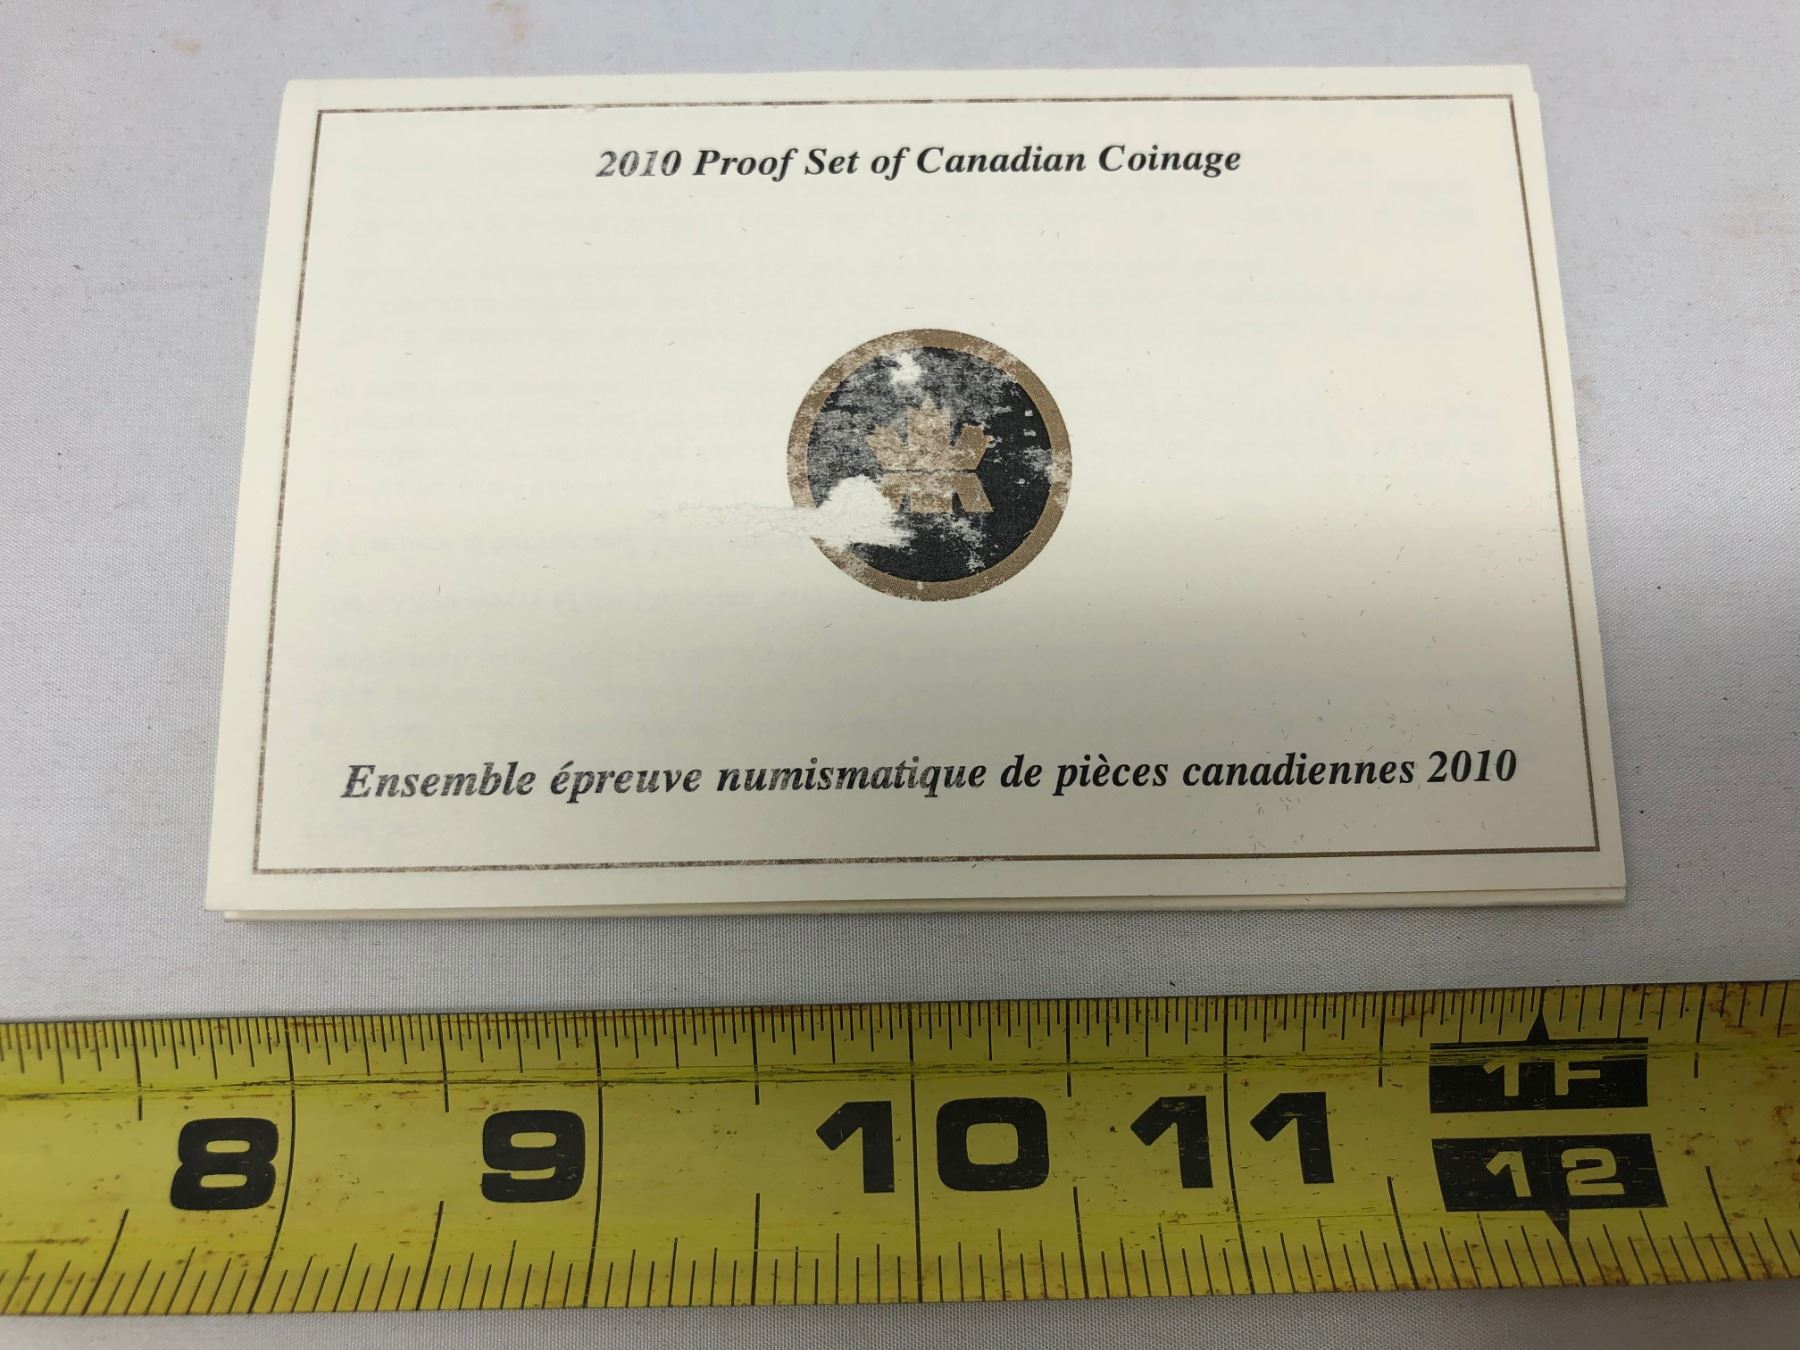 2010 Proof Set of Canadian Coinage
Ensemble épreuve numismatique de pièces canadiennes 2010
8 9 10 11 1F
12